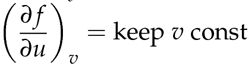 (∂f/∂u)_v = keep v const